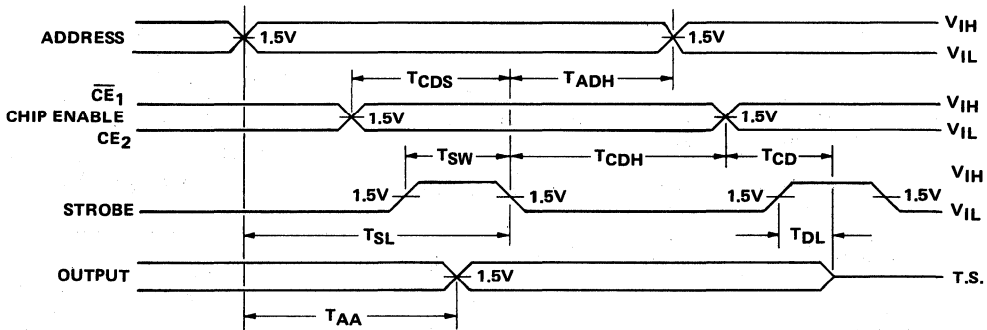 ADDRESS 1.5V 1.5V VIH
VIL
TCDS TADH
CE1 VIH
CHIP ENABLE 1.5V 1.5V
CE2 VIL
TSW TCDH TCD
VIH
STROBE 1.5V 1.5V 1.5V 1.5V VIL
TSL TDL
OUTPUT 1.5V T.S.
TAA